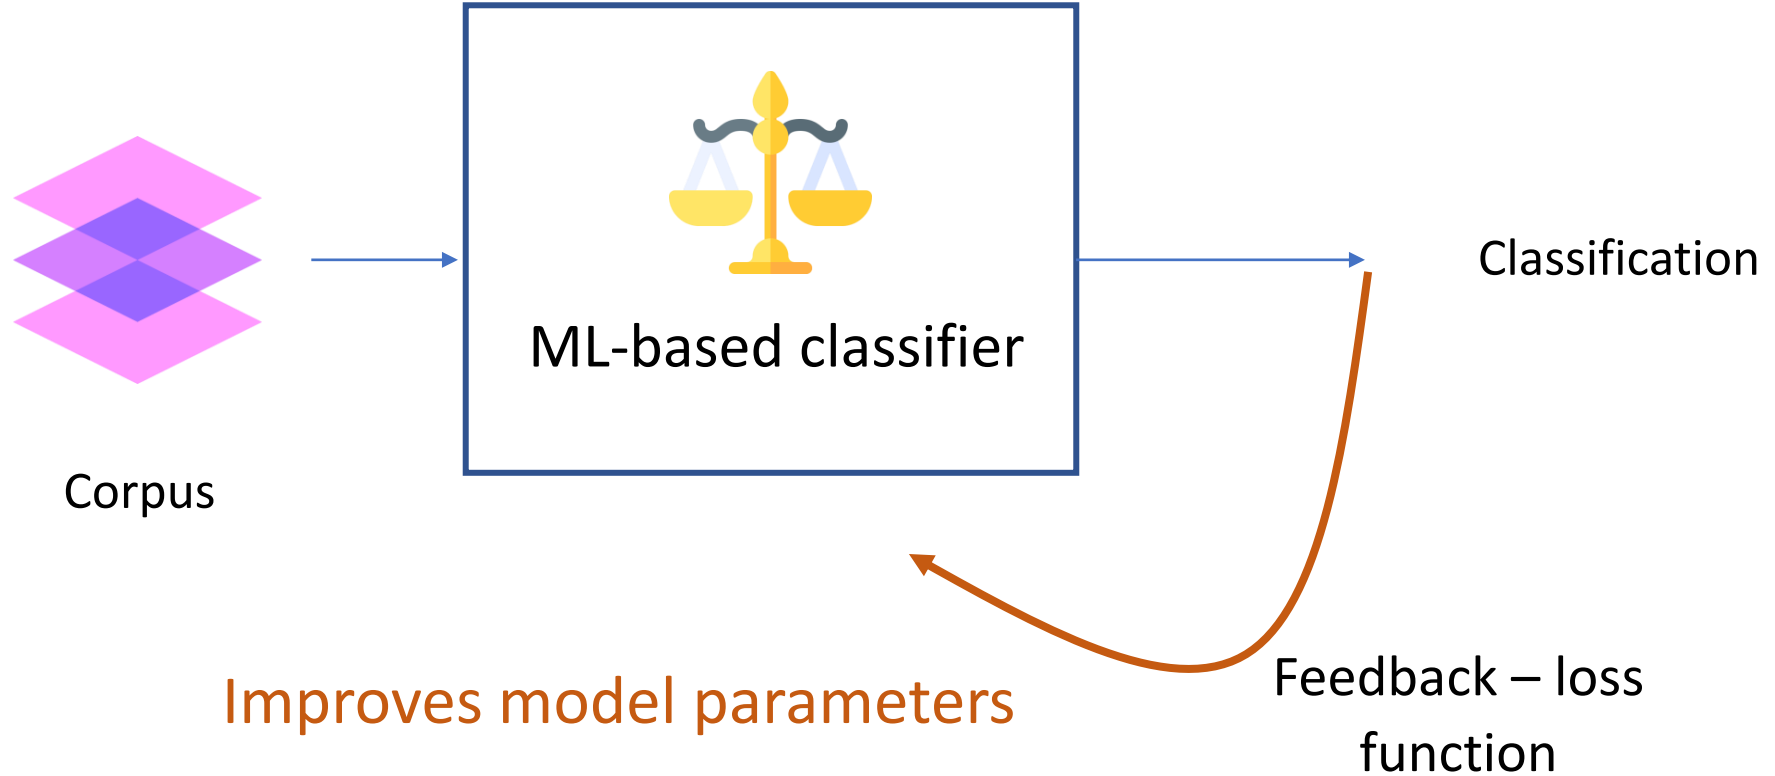 Classification
ML-based classifier
Corpus
Feedback – loss
function
Improves model parameters